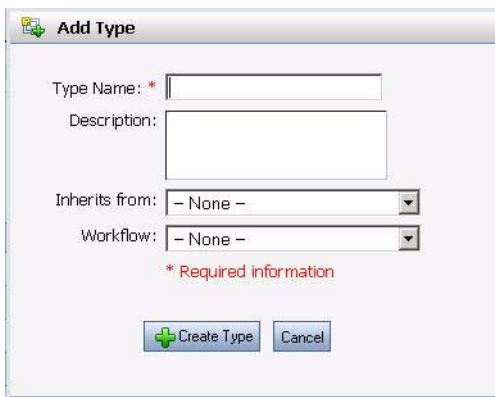 Add Type
Type Name: *
Description:
Inherits from: – None –
Workflow: – None –
* Required information
Create Type Cancel